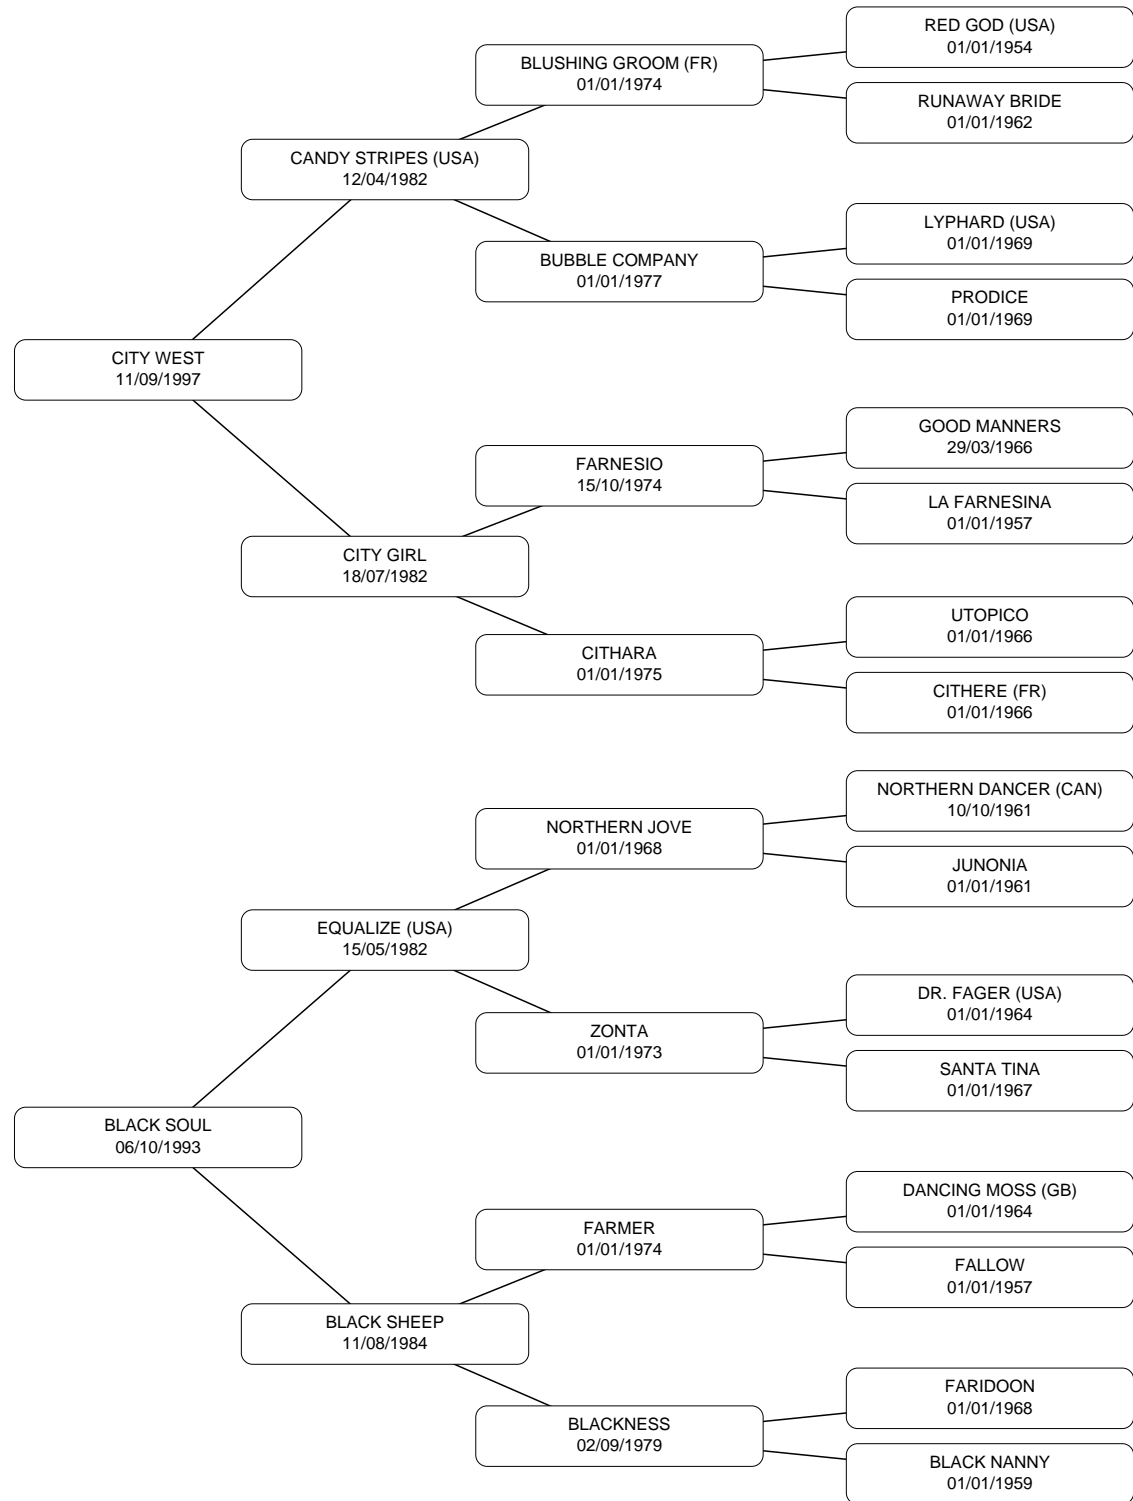 RED GOD (USA)
01/01/1954
BLUSHING GROOM (FR)
01/01/1974
RUNAWAY BRIDE
01/01/1962
CANDY STRIPES (USA)
12/04/1982
LYPHARD (USA)
01/01/1969
BUBBLE COMPANY
01/01/1977
PRODICE
01/01/1969
CITY WEST
11/09/1997
GOOD MANNERS
29/03/1966
FARNESIO
15/10/1974
LA FARNESINA
01/01/1957
CITY GIRL
18/07/1982
UTOPICO
01/01/1966
CITHARA
01/01/1975
CITHERE (FR)
01/01/1966
NORTHERN DANCER (CAN)
10/10/1961
NORTHERN JOVE
01/01/1968
JUNONIA
01/01/1961
EQUALIZE (USA)
15/05/1982
DR. FAGER (USA)
01/01/1964
ZONTA
01/01/1973
SANTA TINA
01/01/1967
BLACK SOUL
06/10/1993
DANCING MOSS (GB)
01/01/1964
FARMER
01/01/1974
FALLOW
01/01/1957
BLACK SHEEP
11/08/1984
FARIDOON
01/01/1968
BLACKNESS
02/09/1979
BLACK NANNY
01/01/1959